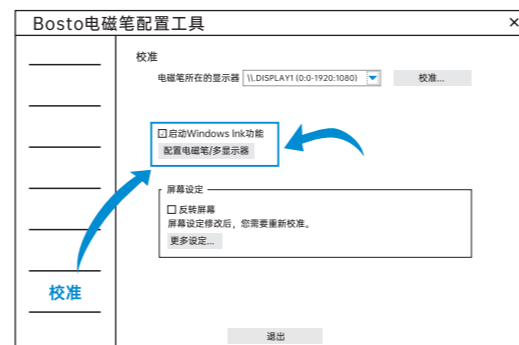 Bosto电磁笔配置工具
×
校准
电磁笔所在的显示器 \\.DISPLAY1 (0:0-1920:1080) 校准...
启动Windows Ink功能
配置电磁笔/多显示器
屏幕设定
反转屏幕
屏幕设定修改后，您需要重新校准。
更多设定...
校准
退出